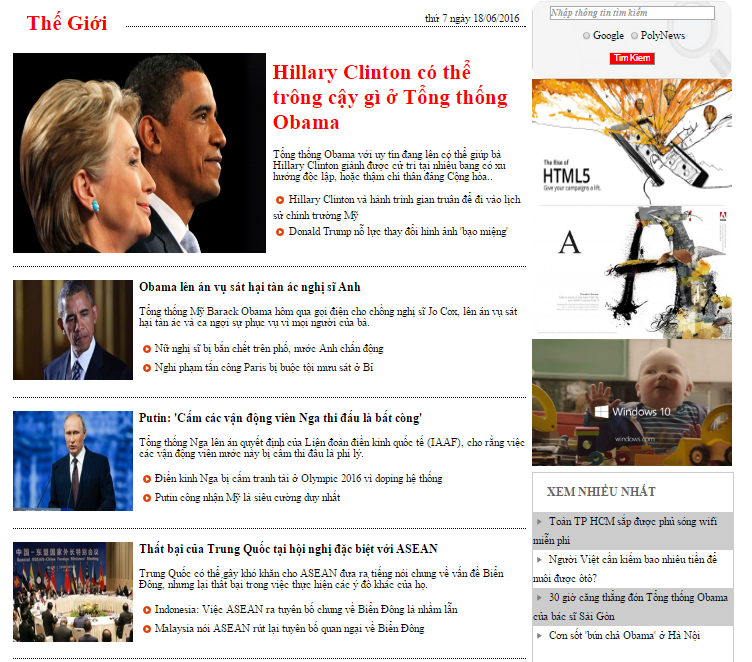 Thế Giới
thứ 7 ngày 18/06/2016
Hillary Clinton có thể
trông cậy gì ở Tổng thống
Obama
Tổng thống Obama với uy tín đang lên có thể giúp bà
Hillary Clinton giành được cử tri tại nhiều bang có xu
hướng độc lập, hoặc thậm chí thân đảng Cộng hòa..
Hillary Clinton và hành trình gian truân để đi vào lịch
sử chính trường Mỹ
Donald Trump nỗ lực thay đổi hình ảnh 'bạo miệng'
Obama lên án vụ sát hại tàn ác nghị sĩ Anh
Tổng thống Mỹ Barack Obama hôm qua gọi điện cho chồng nghị sĩ Jo Cox, lên án vụ sát
hại tàn ác và ca ngợi sự phục vụ vì mọi người của bà.
Nữ nghị sĩ bị bắn chết trên phố, nước Anh chấn động
Nghi phạm tấn công Paris bị buộc tội mưu sát ở Bỉ
Putin: 'Cấm các vận động viên Nga thi đấu là bất công'
Tổng thống Nga lên án quyết định của Liên đoàn điền kinh quốc tế (IAAF), cho rằng việc
các vận động viên nước này bị cấm thi đấu là phi lý.
Điền kinh Nga bị cấm tranh tài ở Olympic 2016 vì doping hệ thống
Putin công nhận Mỹ là siêu cường duy nhất
中国—东盟国家外长特别会议
Thất bại của Trung Quốc tại hội nghị đặc biệt với ASEAN
Trung Quốc có thể gây khó khăn cho ASEAN đưa ra tiếng nói chung về vấn đề Biển
Đông, nhưng lại thất bại trong việc thực hiện các ý đồ khác của họ.
Indonesia: Việc ASEAN ra tuyên bố chung về Biển Đông là nhầm lẫn
Malaysia nói ASEAN rút lại tuyên bố quan ngại về Biển Đông
Nhập thông tin tìm kiếm
Google PolyNews
Tìm Kiếm
The Rise of
HTML5
Give your campaigns a life.
A
Windows 10
windows.com
XEM NHIỀU NHẤT
Toàn TP HCM sắp được phủ sóng wifi
miễn phí
Người Việt cần kiếm bao nhiêu tiền để
nuôi được ôtô?
30 giờ căng thẳng đón Tổng thống Obama
của bác sĩ Sài Gòn
Cơn sốt 'bún chả Obama' ở Hà Nội